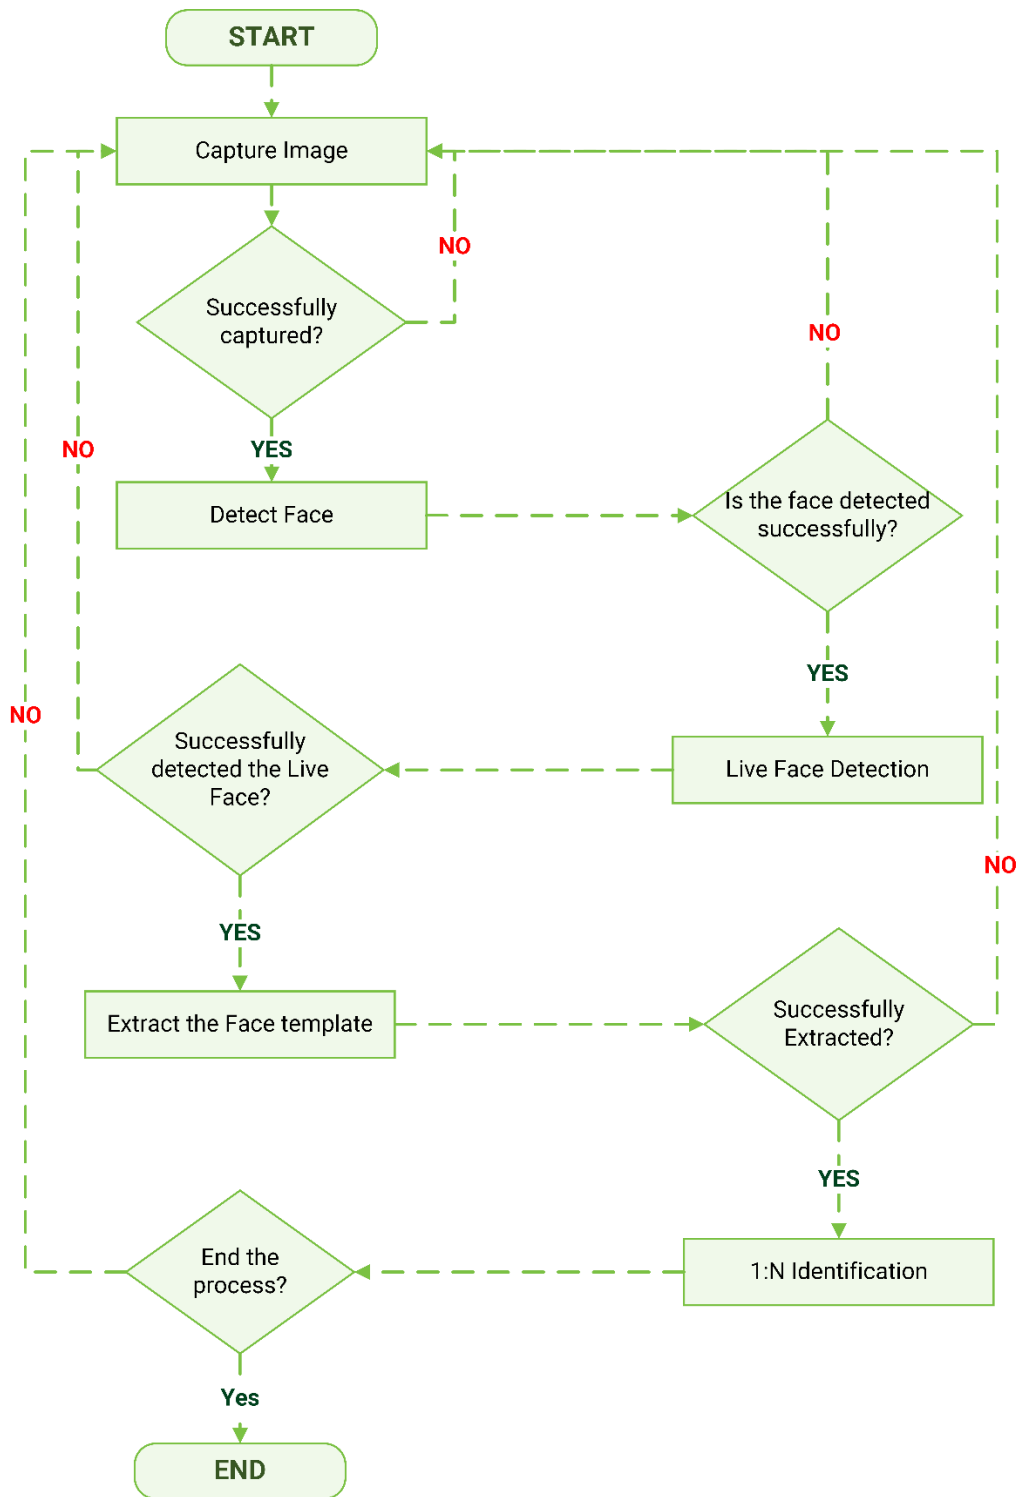 START
Capture Image
NO
Successfully
captured?
NO
YES
NO
Detect Face
Is the face detected
successfully?
YES
NO
Successfully
detected the Live
Face?
Live Face Detection
NO
YES
Extract the Face template
Successfully
Extracted?
YES
End the
process?
1:N Identification
Yes
END